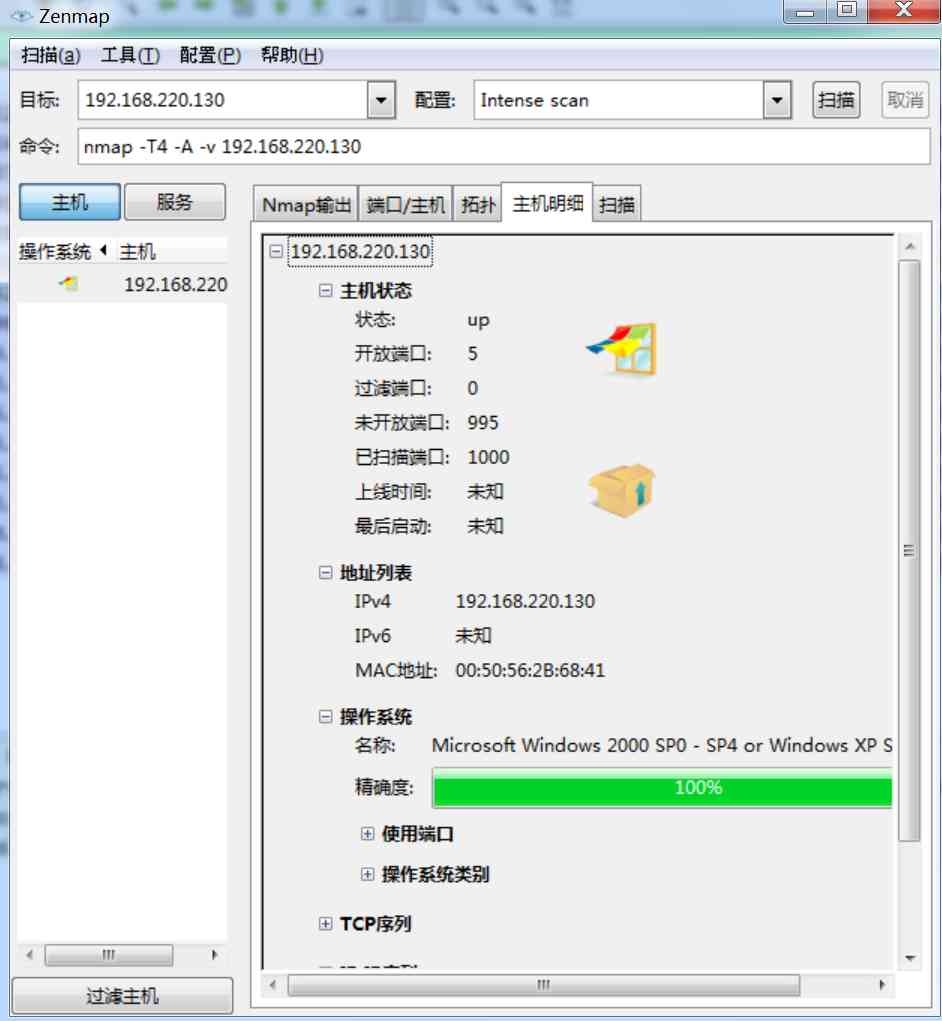 Zenmap
扫描(a) 工具(T) 配置(P) 帮助(H)
目标: 192.168.220.130 配置: Intense scan 扫描 取消
命令: nmap -T4 -A -v 192.168.220.130
主机 服务 Nmap输出 端口/主机 拓扑 主机明细 扫描
操作系统 主机
192.168.220
192.168.220.130
主机状态
状态: up
开放端口: 5
过滤端口: 0
未开放端口: 995
已扫描端口: 1000
上线时间: 未知
最后启动: 未知
地址列表
IPv4 192.168.220.130
IPv6 未知
MAC地址: 00:50:56:2B:68:41
操作系统
名称: Microsoft Windows 2000 SP0 - SP4 or Windows XP S
精确度: 100%
使用端口
操作系统类别
TCP序列
过滤主机